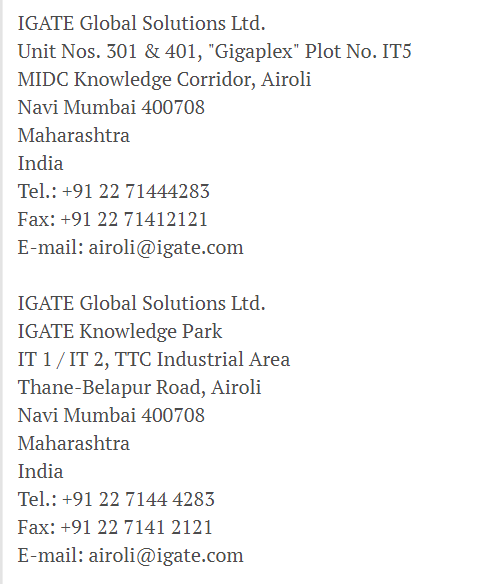 IGATE Global Solutions Ltd.
Unit Nos. 301 & 401, "Gigaplex" Plot No. IT5
MIDC Knowledge Corridor, Airoli
Navi Mumbai 400708
Maharashtra
India
Tel.: +91 22 71444283
Fax: +91 22 71412121
E-mail: airoli@igate.com

IGATE Global Solutions Ltd.
IGATE Knowledge Park
IT 1 / IT 2, TTC Industrial Area
Thane-Belapur Road, Airoli
Navi Mumbai 400708
Maharashtra
India
Tel.: +91 22 7144 4283
Fax: +91 22 7141 2121
E-mail: airoli@igate.com